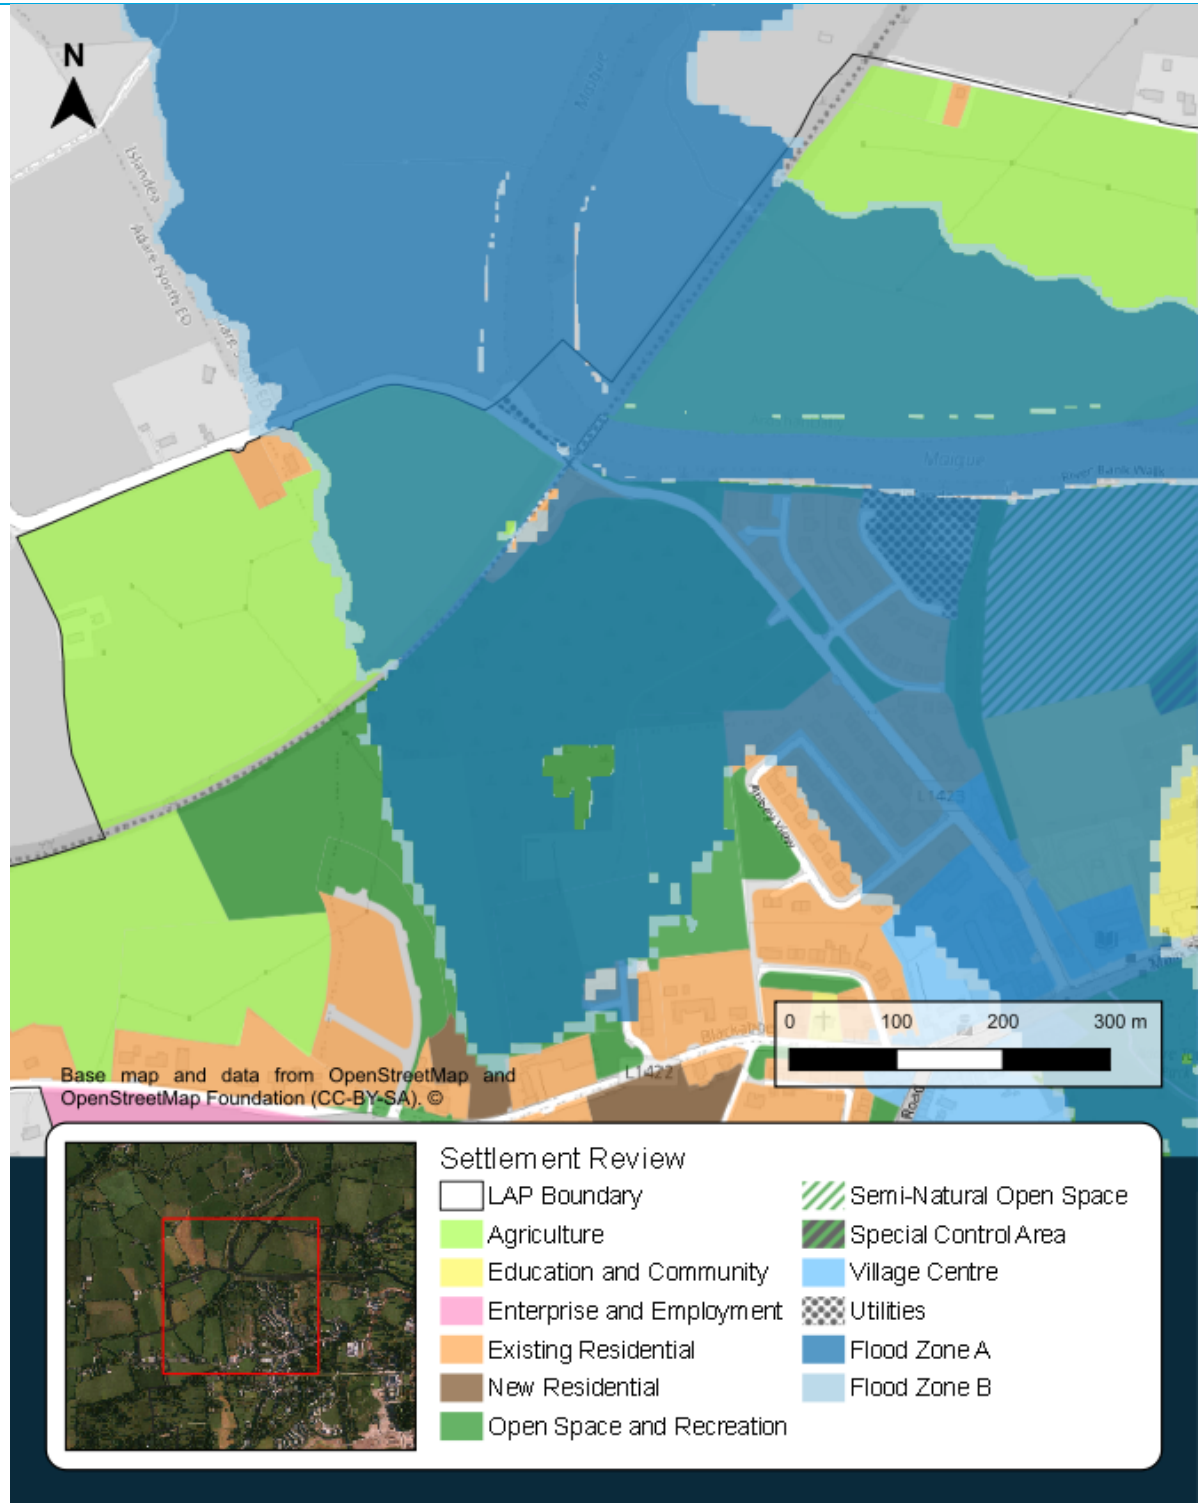 N
Maigue
Islandea
Adare North ED
Maigue
River Bank Walk
L1423
Abbey View
Blackabbey
L1422
Road
0 100 200 300 m
Base map and data from OpenStreetMap and
OpenStreetMap Foundation (CC-BY-SA), ©
Settlement Review
LAP Boundary
Agriculture
Education and Community
Enterprise and Employment
Existing Residential
New Residential
Open Space and Recreation
Semi-Natural Open Space
Special Control Area
Village Centre
Utilities
Flood Zone A
Flood Zone B